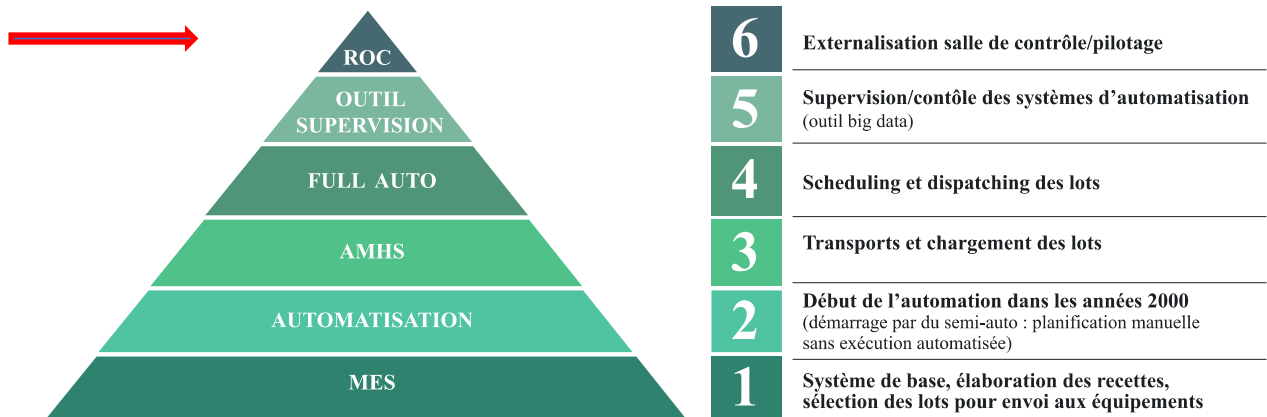 ROC
OUTIL
SUPERVISION
FULL AUTO
AMHS
AUTOMATISATION
MES
6
Externalisation salle de contrôle/pilotage
5
Supervision/contôle des systèmes d’automatisation
(outil big data)
4
Scheduling et dispatching des lots
3
Transports et chargement des lots
2
Début de l’automation dans les années 2000
(démarrage par du semi-auto : planification manuelle
sans exécution automatisée)
1
Système de base, élaboration des recettes,
sélection des lots pour envoi aux équipements